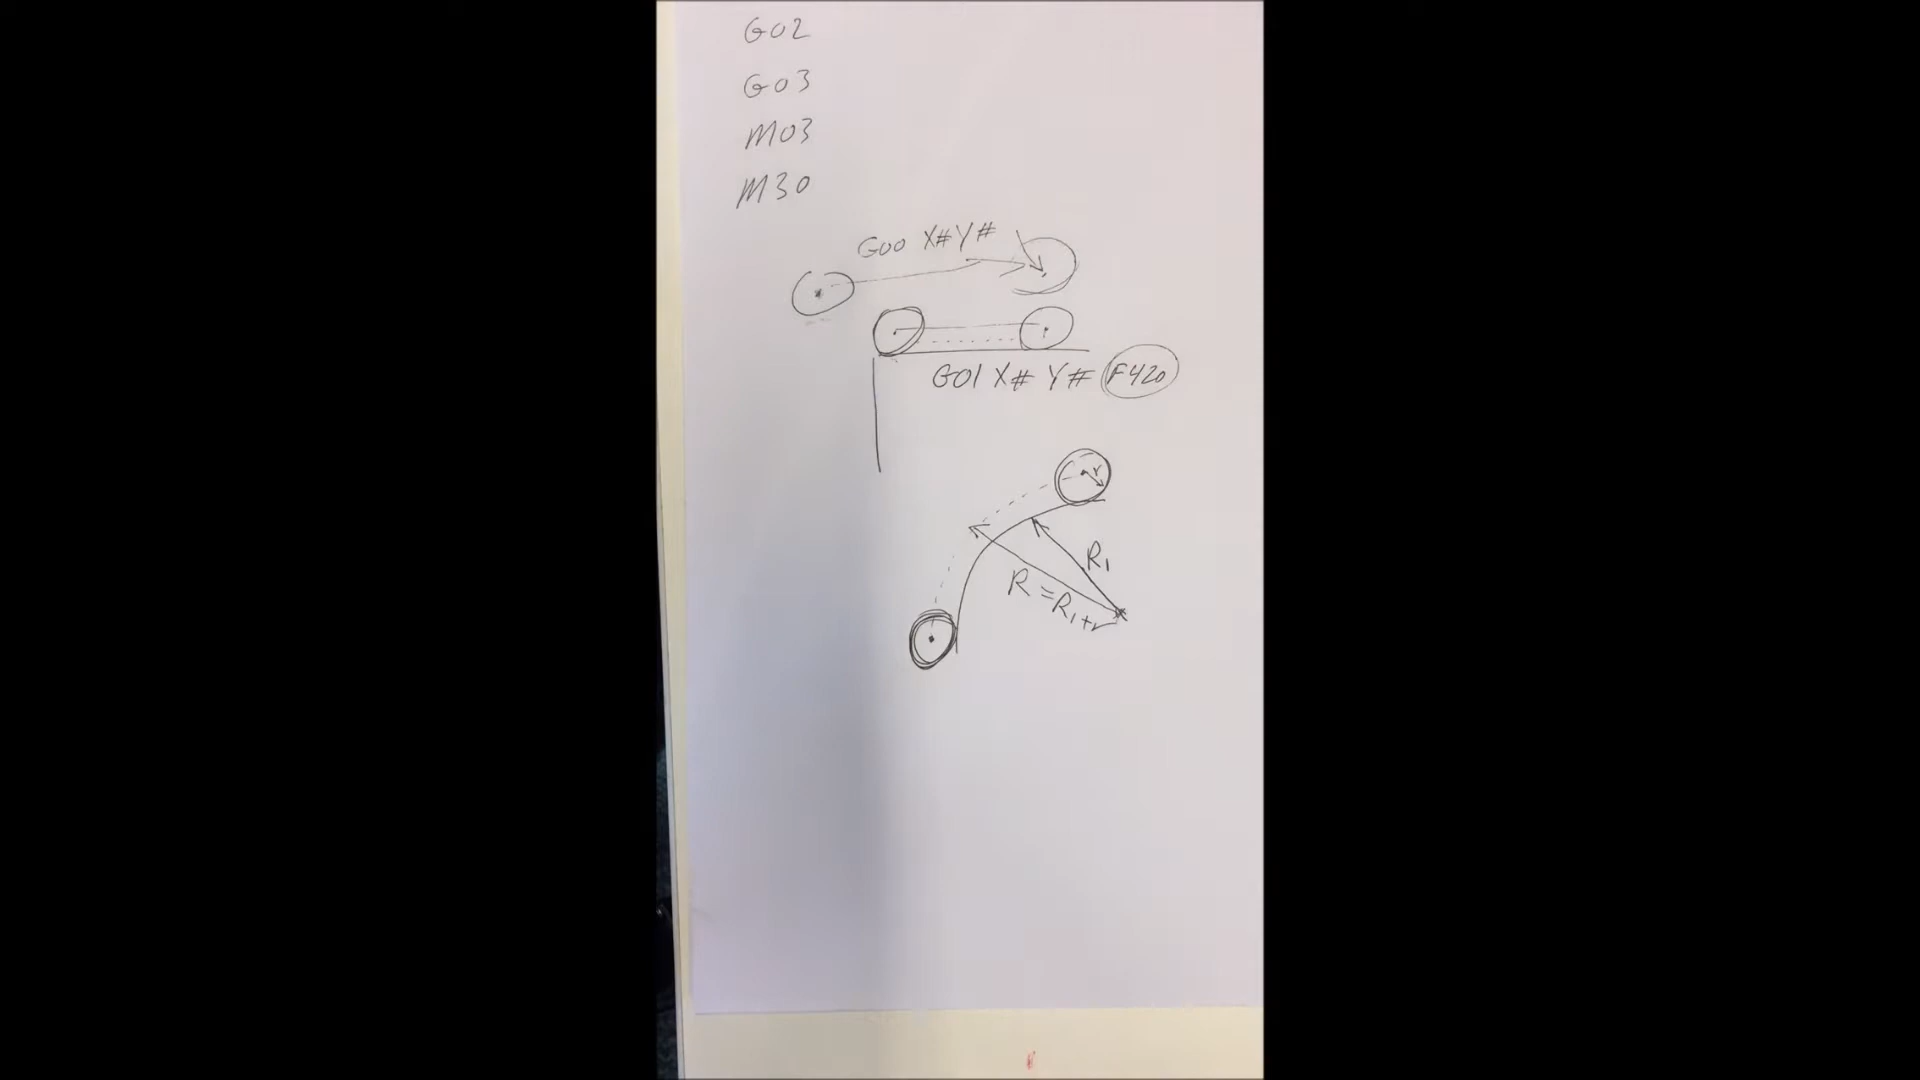 G02
G03
M03
M30
G00 X# Y#
G01 X# Y# F420
r
R1
R = R1+r